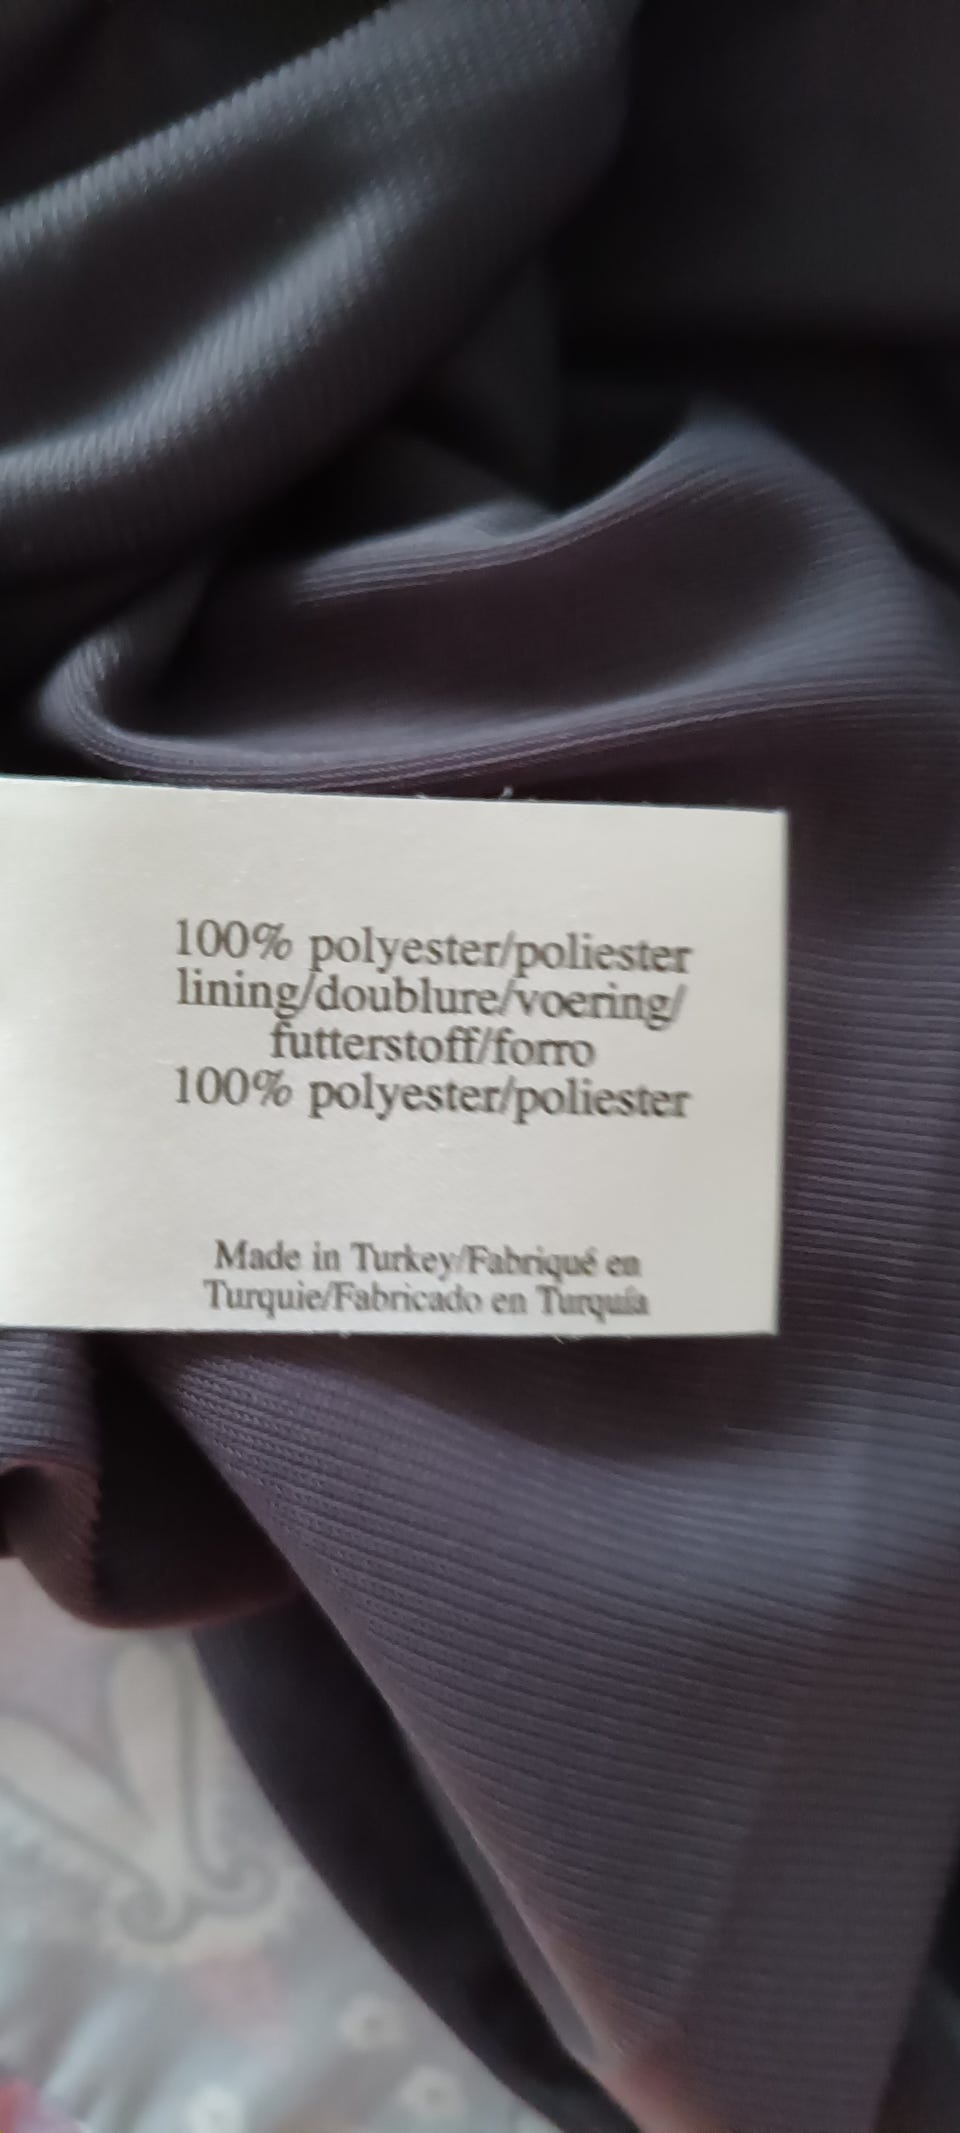 100% polyester/poliester
lining/doublure/voering/
futterstoff/forro
100% polyester/poliester
Made in Turkey/Fabriqué en
Turquie/Fabricado en Turquía